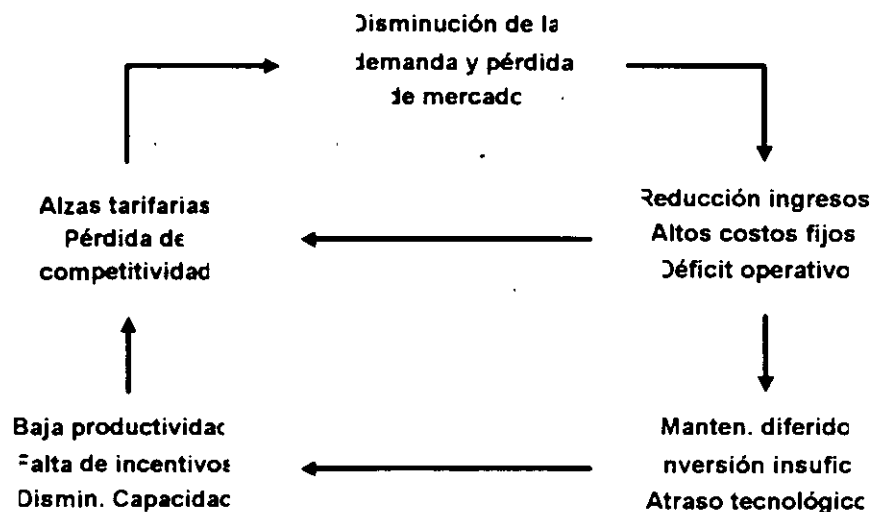 Disminución de la
demanda y pérdida
de mercado
Alzas tarifarias
Pérdida de
competitividad
Reducción ingresos
Altos costos fijos
Déficit operativo
Baja productividad
Falta de incentivos
Dismin. Capacidad
Manten. diferido
Inversión insufic
Atraso tecnológico